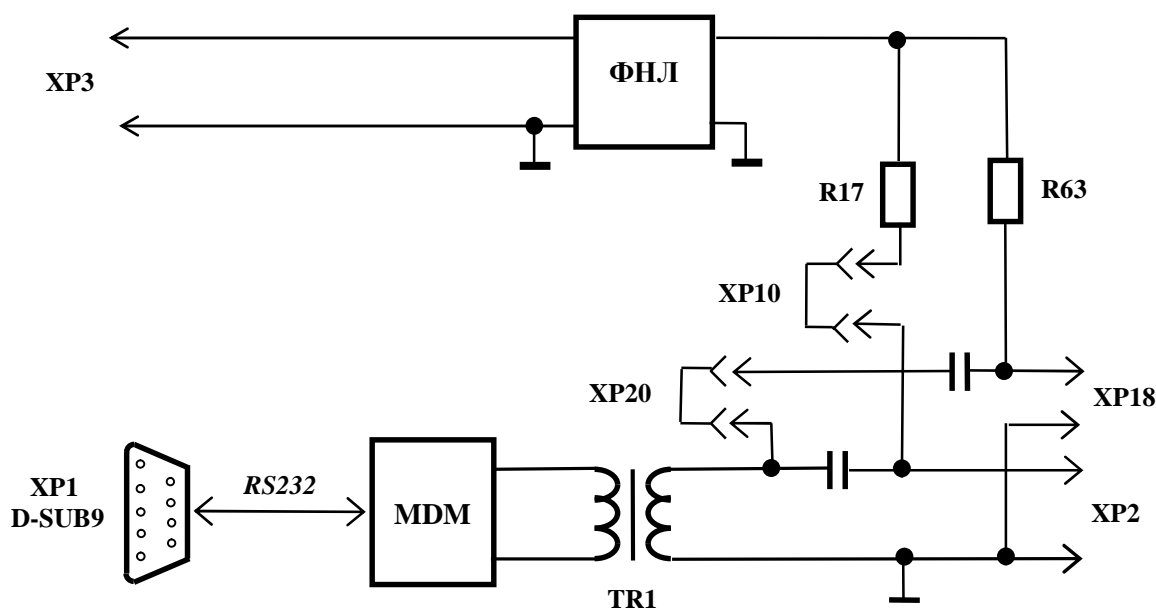 ФНЛ
XP3
R17
R63
XP10
XP20
XP18
XP1
D-SUB9
RS232
MDM
XP2
TR1